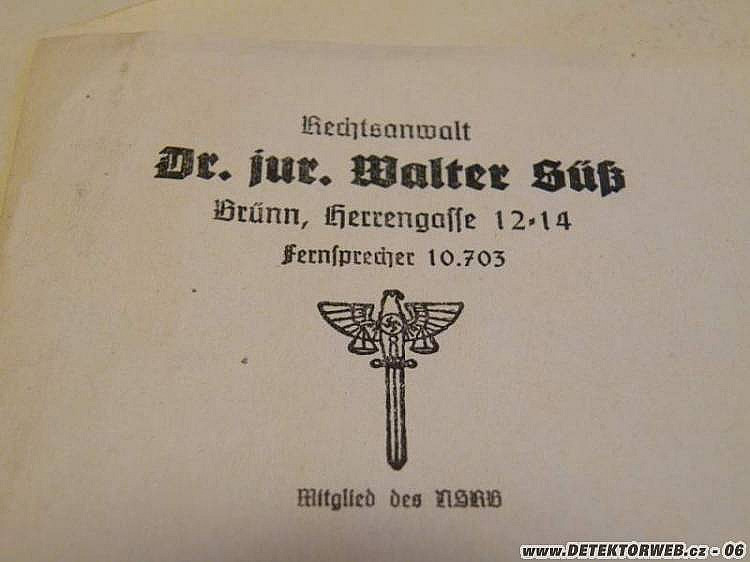 Rechtsanwalt
Dr. jur. Walter Süß
Brünn, Herrengasse 12-14
Fernsprecher 10.703
Mitglied des NSRB
www.DETEKTORWEB.cz - 06